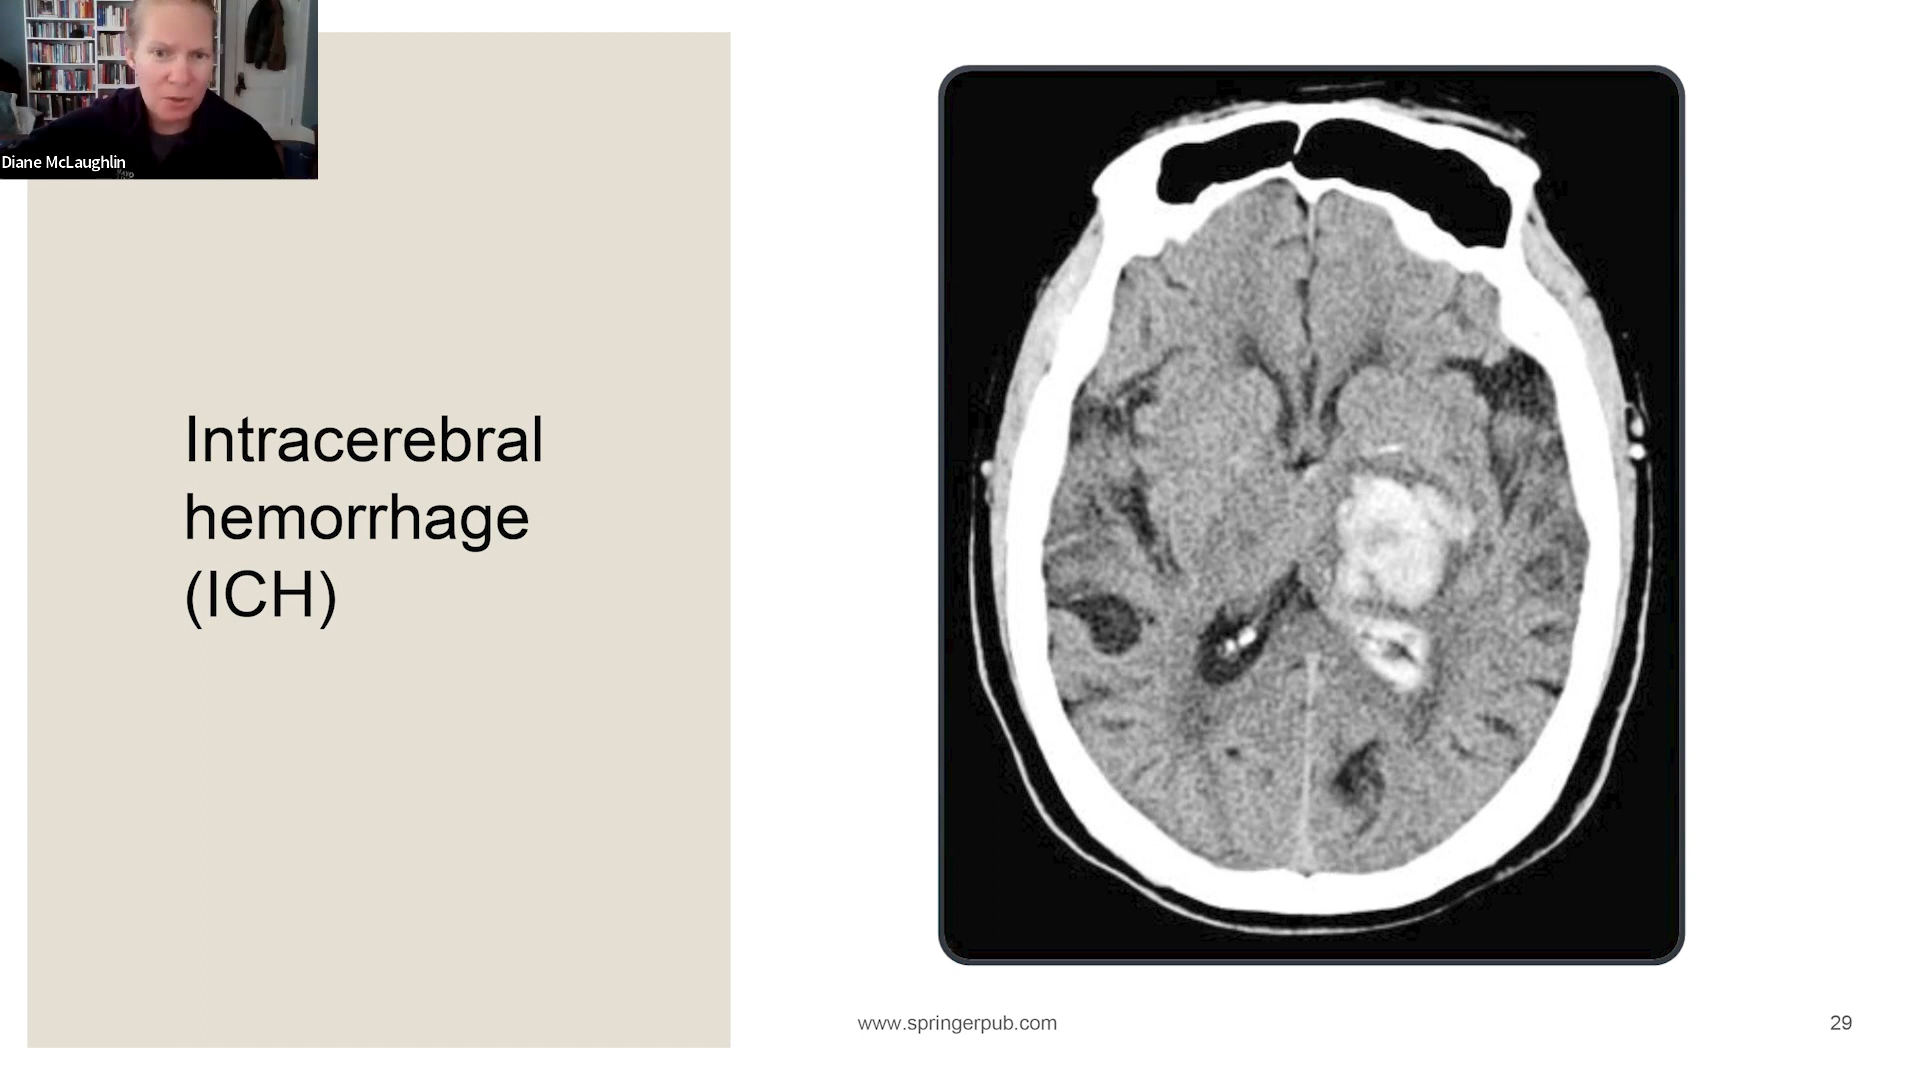 Diane McLaughlin
Intracerebral
hemorrhage
(ICH)
www.springerpub.com
29